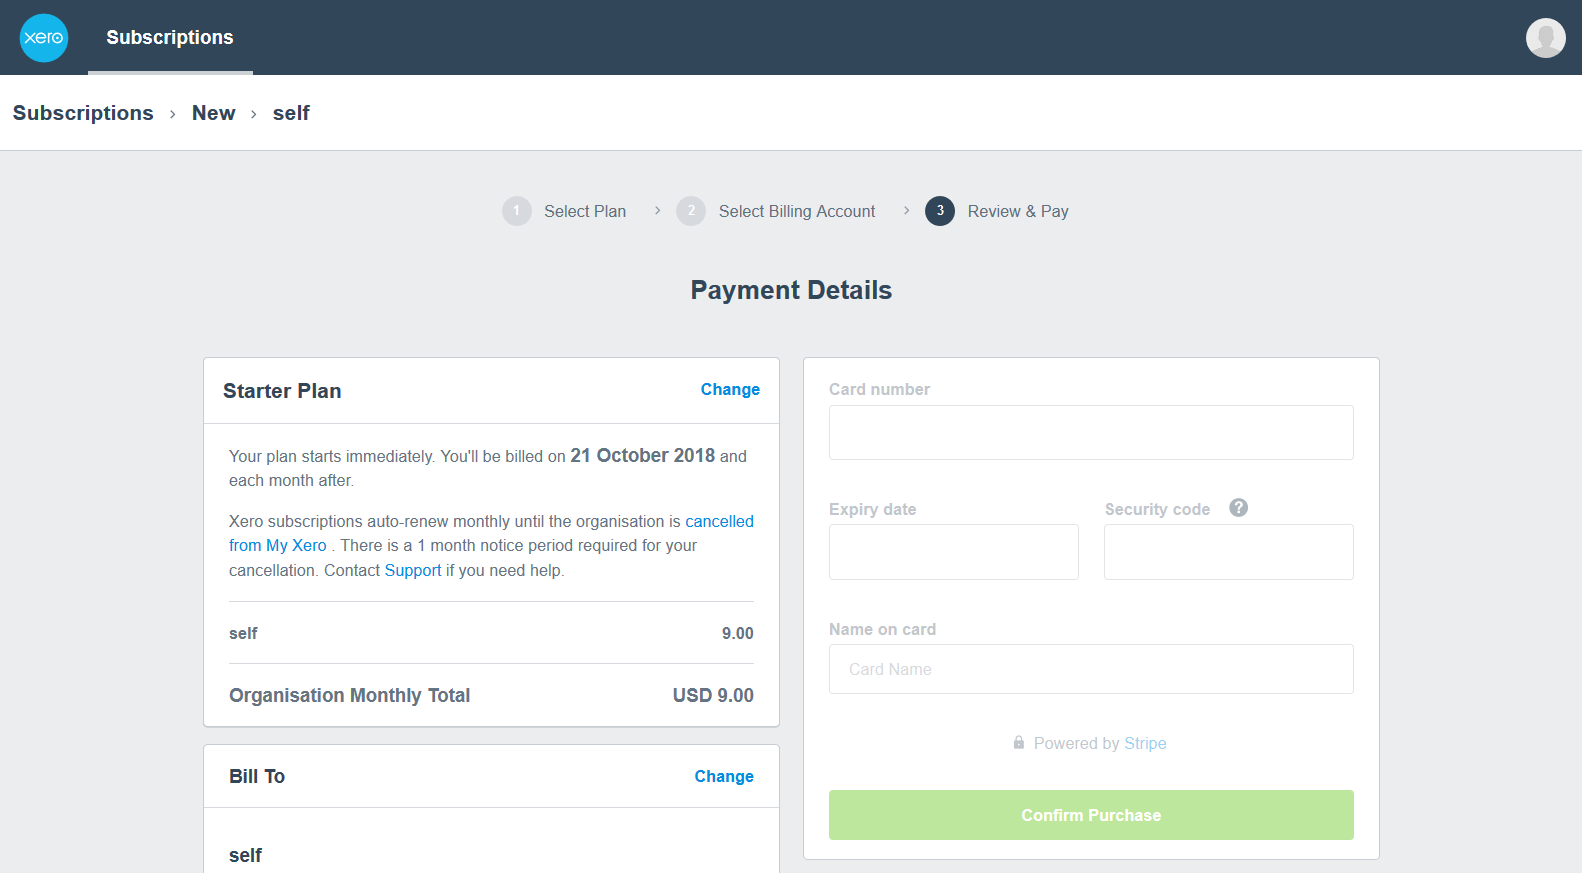 xero
Subscriptions
Subscriptions › New › self
1 Select Plan › 2 Select Billing Account › 3 Review & Pay
Payment Details
Starter Plan Change
Your plan starts immediately. You'll be billed on 21 October 2018 and
each month after.
Xero subscriptions auto-renew monthly until the organisation is cancelled
from My Xero . There is a 1 month notice period required for your
cancellation. Contact Support if you need help.
self 9.00
Organisation Monthly Total USD 9.00
Bill To Change
self
Card number
Expiry date
Security code ?
Name on card
Card Name
Powered by Stripe
Confirm Purchase